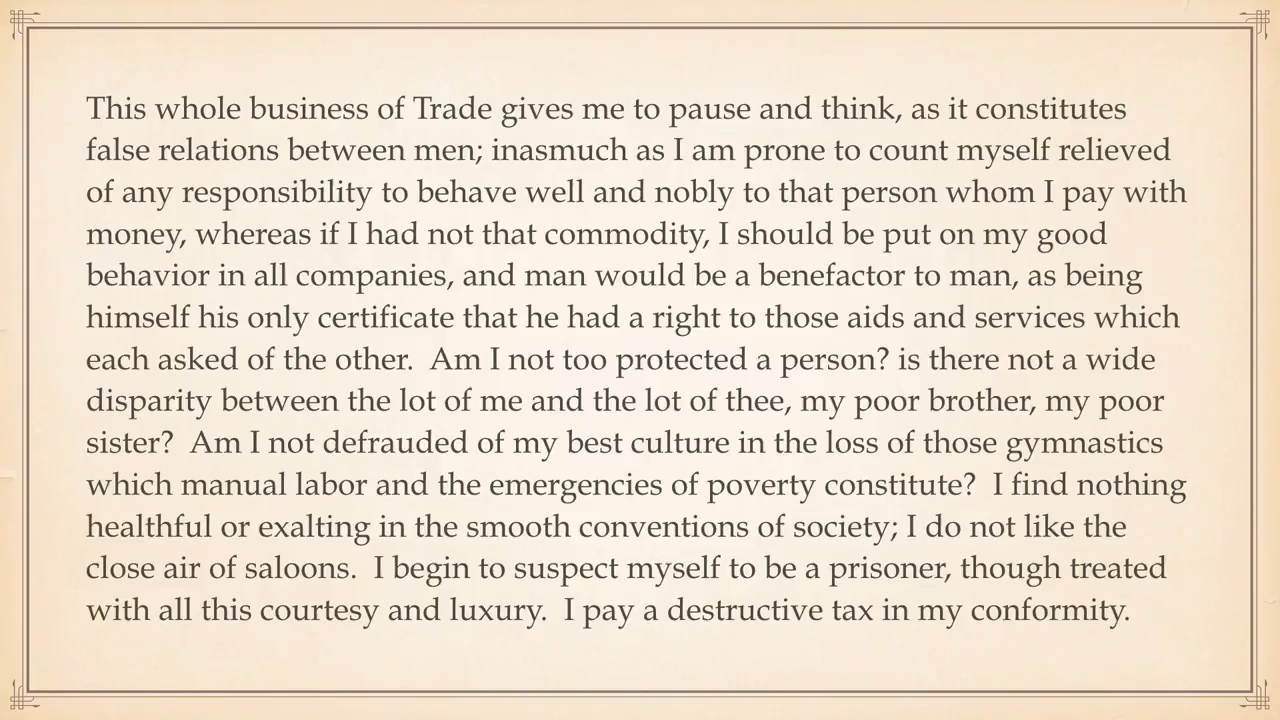 This whole business of Trade gives me to pause and think, as it constitutes
false relations between men; inasmuch as I am prone to count myself relieved
of any responsibility to behave well and nobly to that person whom I pay with
money, whereas if I had not that commodity, I should be put on my good
behavior in all companies, and man would be a benefactor to man, as being
himself his only certificate that he had a right to those aids and services which
each asked of the other.  Am I not too protected a person? is there not a wide
disparity between the lot of me and the lot of thee, my poor brother, my poor
sister?  Am I not defrauded of my best culture in the loss of those gymnastics
which manual labor and the emergencies of poverty constitute?  I find nothing
healthful or exalting in the smooth conventions of society; I do not like the
close air of saloons.  I begin to suspect myself to be a prisoner, though treated
with all this courtesy and luxury.  I pay a destructive tax in my conformity.